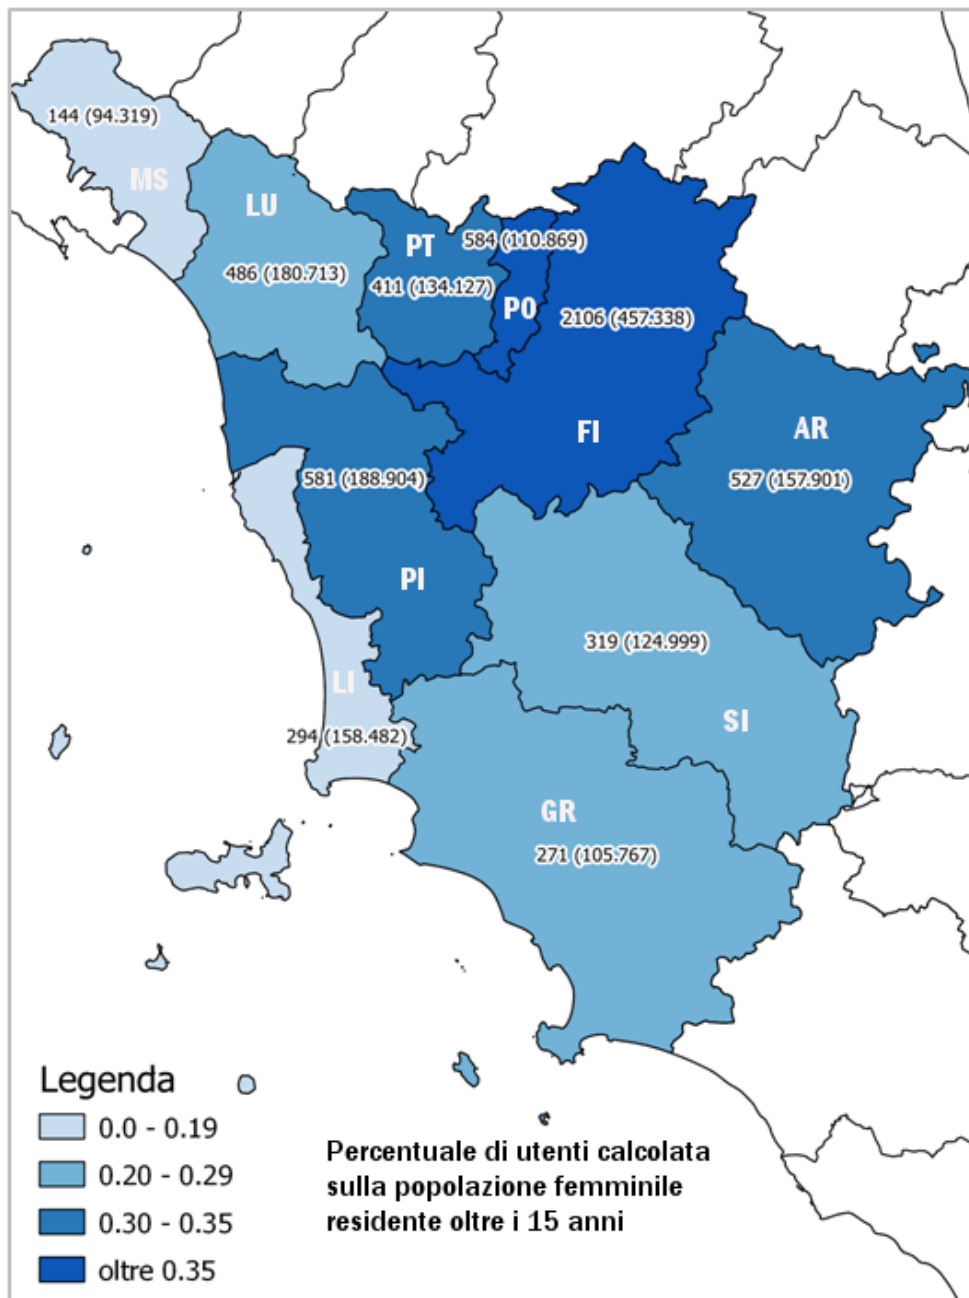 144 (94.319)
MS
LU
486 (180.713)
PT
411 (134.127)
584 (110.869)
PO
2106 (457.338)
FI
AR
527 (157.901)
581 (188.904)
PI
319 (124.999)
SI
LI
294 (158.482)
GR
271 (105.767)
Legenda
0.0 - 0.19
0.20 - 0.29
0.30 - 0.35
oltre 0.35
Percentuale di utenti calcolata
sulla popolazione femminile
residente oltre i 15 anni